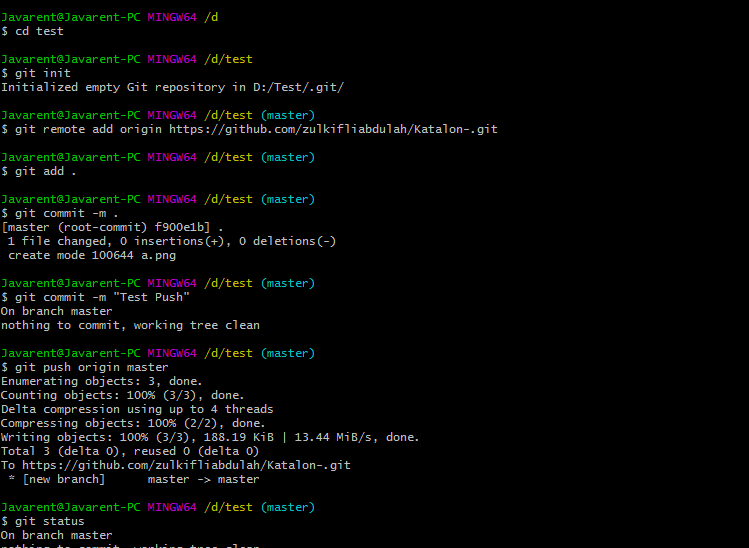 Javarent@Javarent-PC MINGW64 /d
$ cd test
Javarent@Javarent-PC MINGW64 /d/test
$ git init
Initialized empty Git repository in D:/Test/.git/
Javarent@Javarent-PC MINGW64 /d/test (master)
$ git remote add origin https://github.com/zulkifliabdulah/Katalon-.git
Javarent@Javarent-PC MINGW64 /d/test (master)
$ git add .
Javarent@Javarent-PC MINGW64 /d/test (master)
$ git commit -m .
[master (root-commit) f900e1b] .
1 file changed, 0 insertions(+), 0 deletions(-)
create mode 100644 a.png
Javarent@Javarent-PC MINGW64 /d/test (master)
$ git commit -m "Test Push"
On branch master
nothing to commit, working tree clean
Javarent@Javarent-PC MINGW64 /d/test (master)
$ git push origin master
Enumerating objects: 3, done.
Counting objects: 100% (3/3), done.
Delta compression using up to 4 threads
Compressing objects: 100% (2/2), done.
Writing objects: 100% (3/3), 188.19 KiB | 13.44 MiB/s, done.
Total 3 (delta 0), reused 0 (delta 0)
To https://github.com/zulkifliabdulah/Katalon-.git
* [new branch]      master -> master
Javarent@Javarent-PC MINGW64 /d/test (master)
$ git status
On branch master
nothing to commit, working tree clean